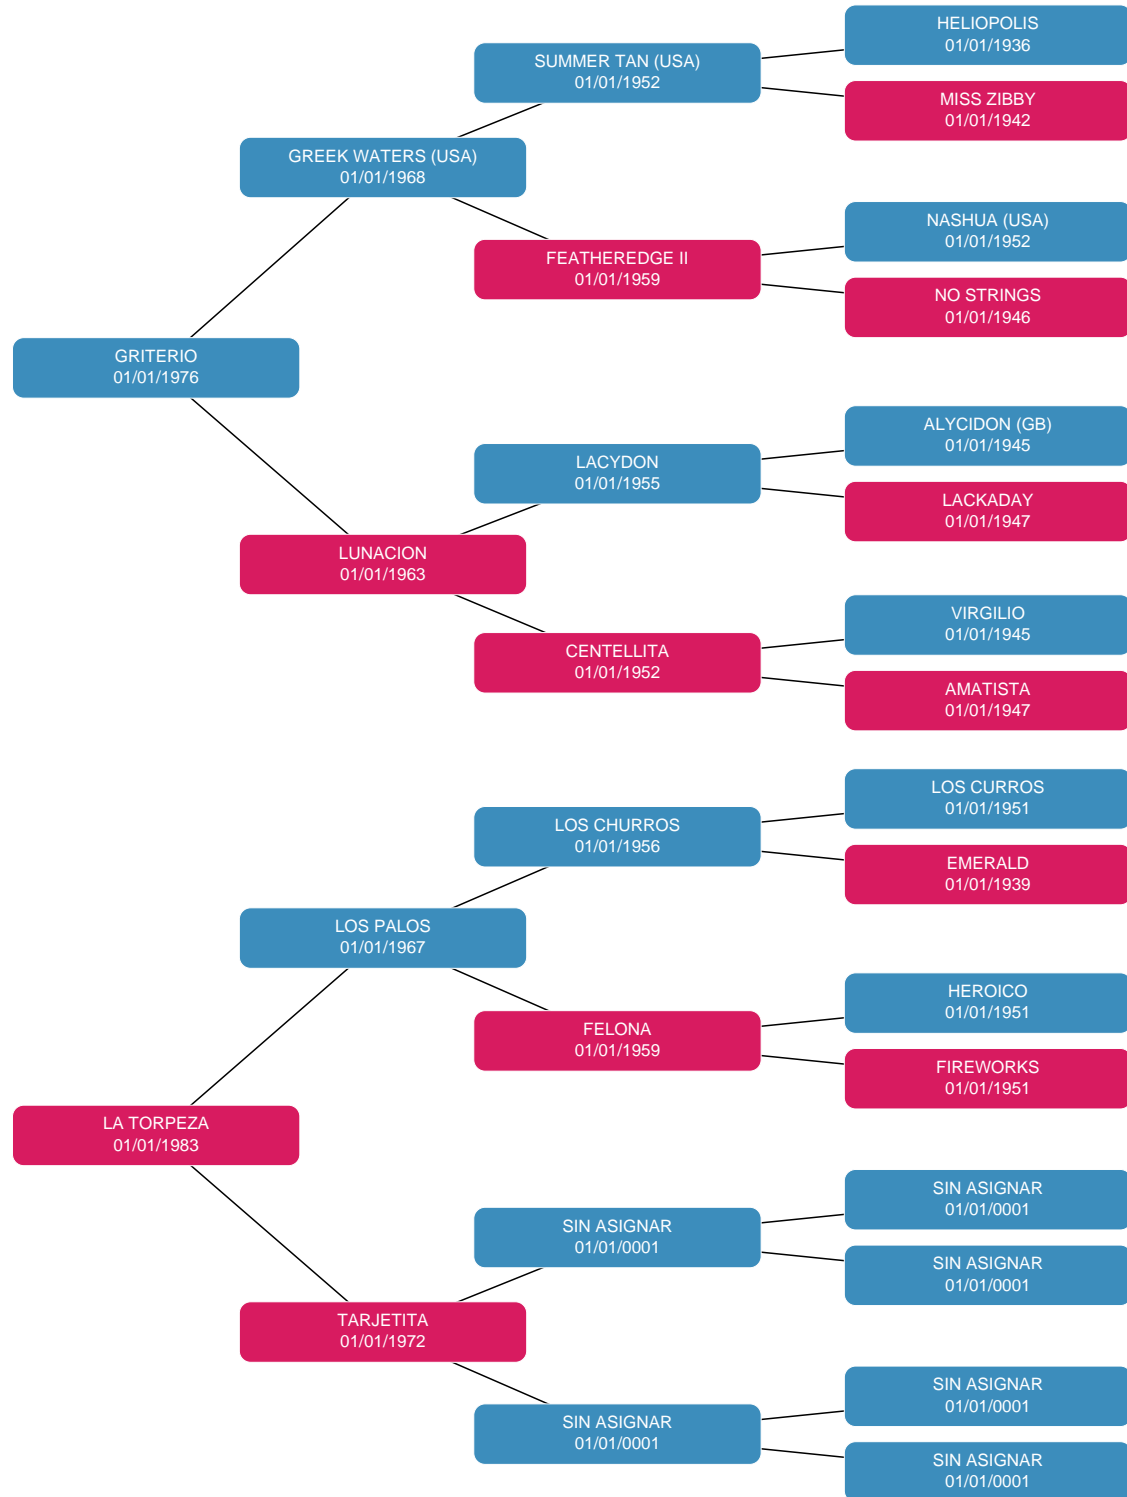 HELIOPOLIS
01/01/1936
SUMMER TAN (USA)
01/01/1952
MISS ZIBBY
01/01/1942
GREEK WATERS (USA)
01/01/1968
NASHUA (USA)
01/01/1952
FEATHEREDGE II
01/01/1959
NO STRINGS
01/01/1946
GRITERIO
01/01/1976
ALYCIDON (GB)
01/01/1945
LACYDON
01/01/1955
LACKADAY
01/01/1947
LUNACION
01/01/1963
VIRGILIO
01/01/1945
CENTELLITA
01/01/1952
AMATISTA
01/01/1947
LOS CURROS
01/01/1951
LOS CHURROS
01/01/1956
EMERALD
01/01/1939
LOS PALOS
01/01/1967
HEROICO
01/01/1951
FELONA
01/01/1959
FIREWORKS
01/01/1951
LA TORPEZA
01/01/1983
SIN ASIGNAR
01/01/0001
SIN ASIGNAR
01/01/0001
SIN ASIGNAR
01/01/0001
TARJETITA
01/01/1972
SIN ASIGNAR
01/01/0001
SIN ASIGNAR
01/01/0001
SIN ASIGNAR
01/01/0001